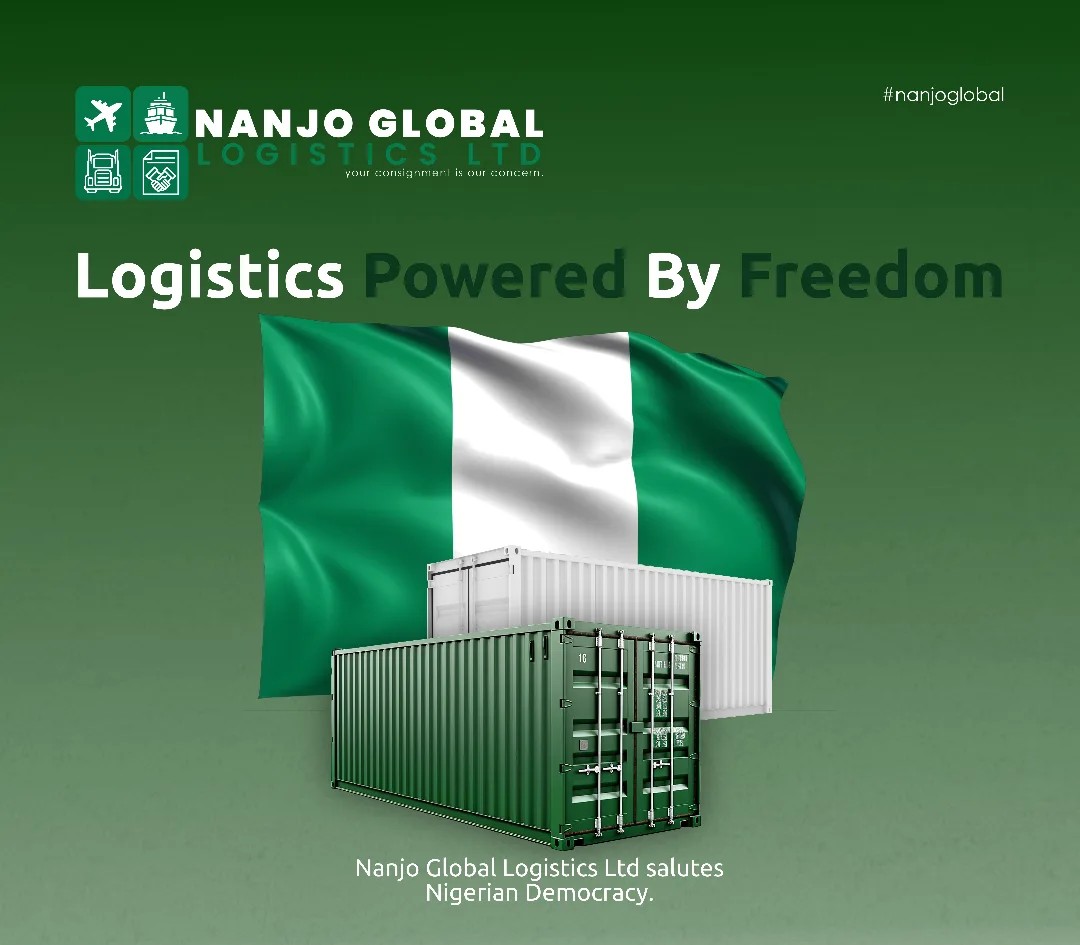 #nanjoglobal
NANJO GLOBAL
LOGISTICS LTD
your consignment is our concern.
Logistics Powered By Freedom
16
Nanjo Global Logistics Ltd salutes
Nigerian Democracy.